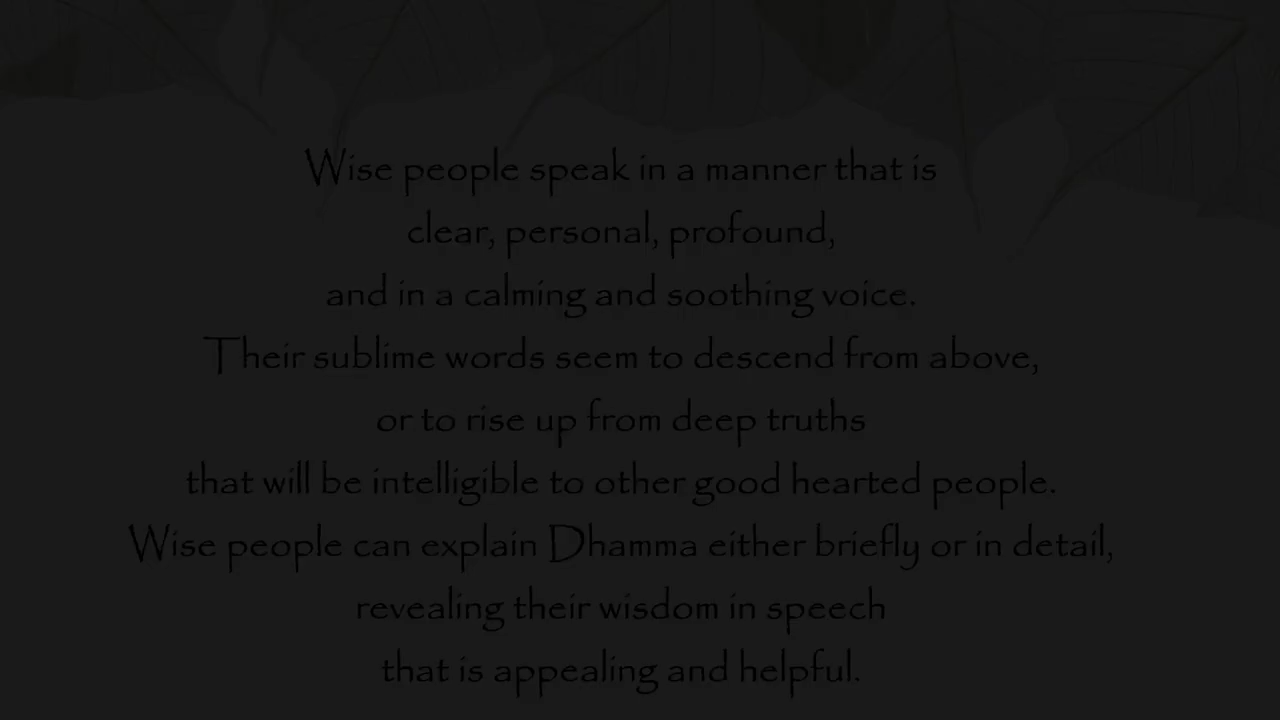 Wise people speak in a manner that is
clear, personal, profound,
and in a calming and soothing voice.
Their sublime words seem to descend from above,
or to rise up from deep truths
that will be intelligible to other good hearted people.
Wise people can explain Dhamma either briefly or in detail,
revealing their wisdom in speech
that is appealing and helpful.